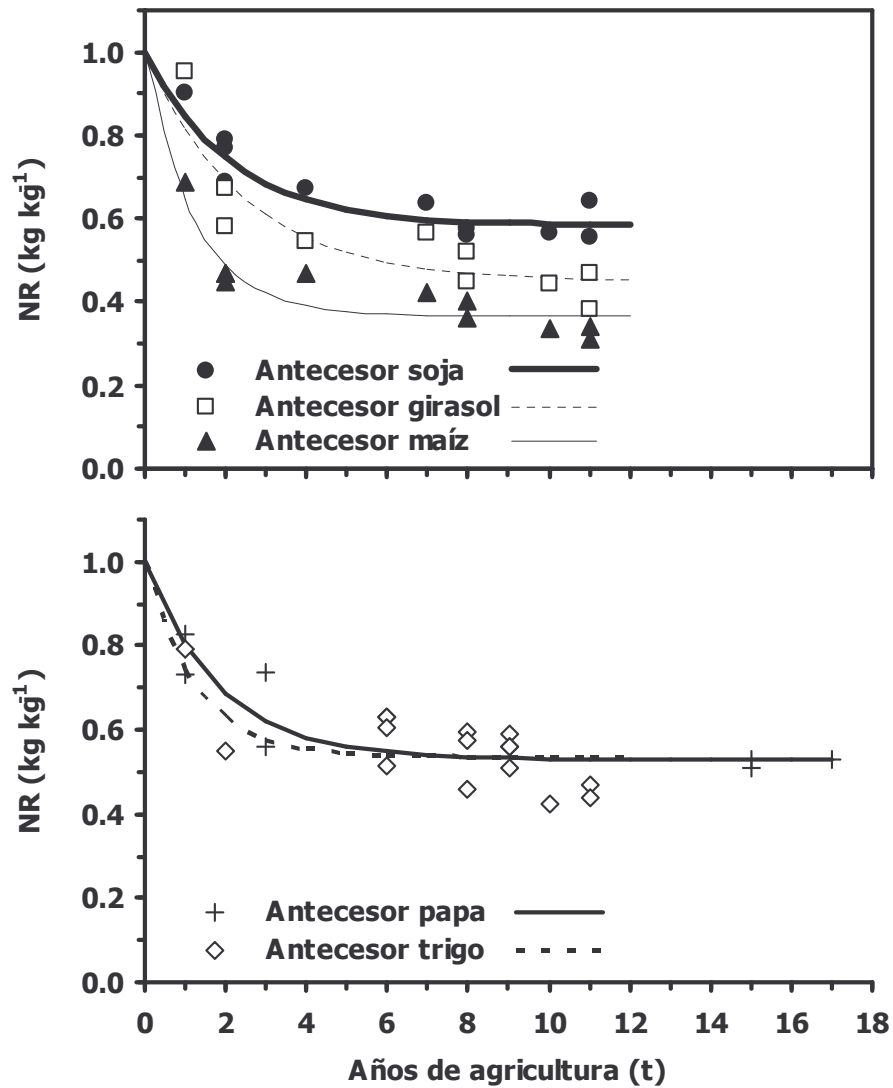 1.0
0.8
0.6
0.4
0.2
0.0
NR (kg kg-1)
Antecesor soja
Antecesor girasol
Antecesor maíz
1.0
0.8
0.6
0.4
0.2
0.0
NR (kg kg-1)
Antecesor papa
Antecesor trigo
0 2 4 6 8 10 12 14 16 18
Años de agricultura (t)